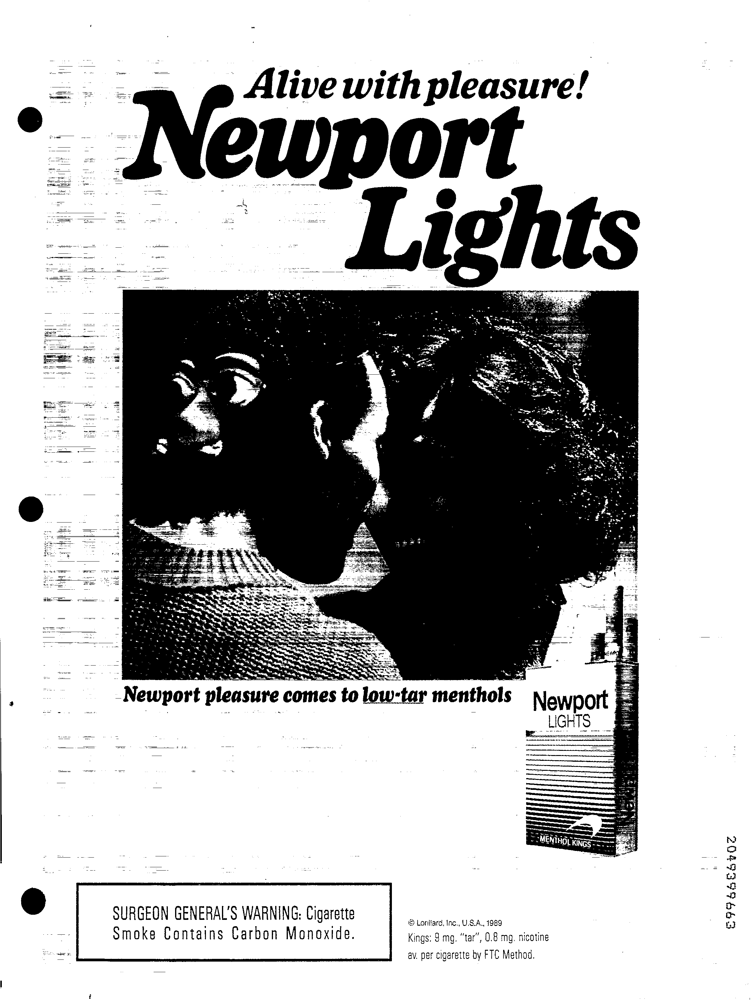 Alive with pleasure!
Newport
Lights
Newport pleasure comes to low-tar menthols
Newport
LIGHTS
MENTHOL KINGS
SURGEON GENERAL'S WARNING: Cigarette
Smoke Contains Carbon Monoxide.
© Lorillard, Inc., U.S.A., 1989
Kings: 9 mg. "tar", 0.8 mg. nicotine
av. per cigarette by FTC Method.
2049399663